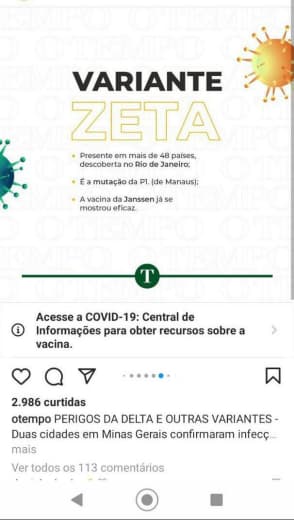 VARIANTE
ZETA
Presente em mais de 48 países,
descoberta no Rio de Janeiro;
É a mutação da P1. (de Manaus);
A vacina da Janssen já se
mostrou eficaz.
T
Acesse a COVID-19: Central de
Informações para obter recursos sobre a
vacina.
2.986 curtidas
otempo PERIGOS DA DELTA E OUTRAS VARIANTES -
Duas cidades em Minas Gerais confirmaram infecç...
mais
Ver todos os 113 comentários